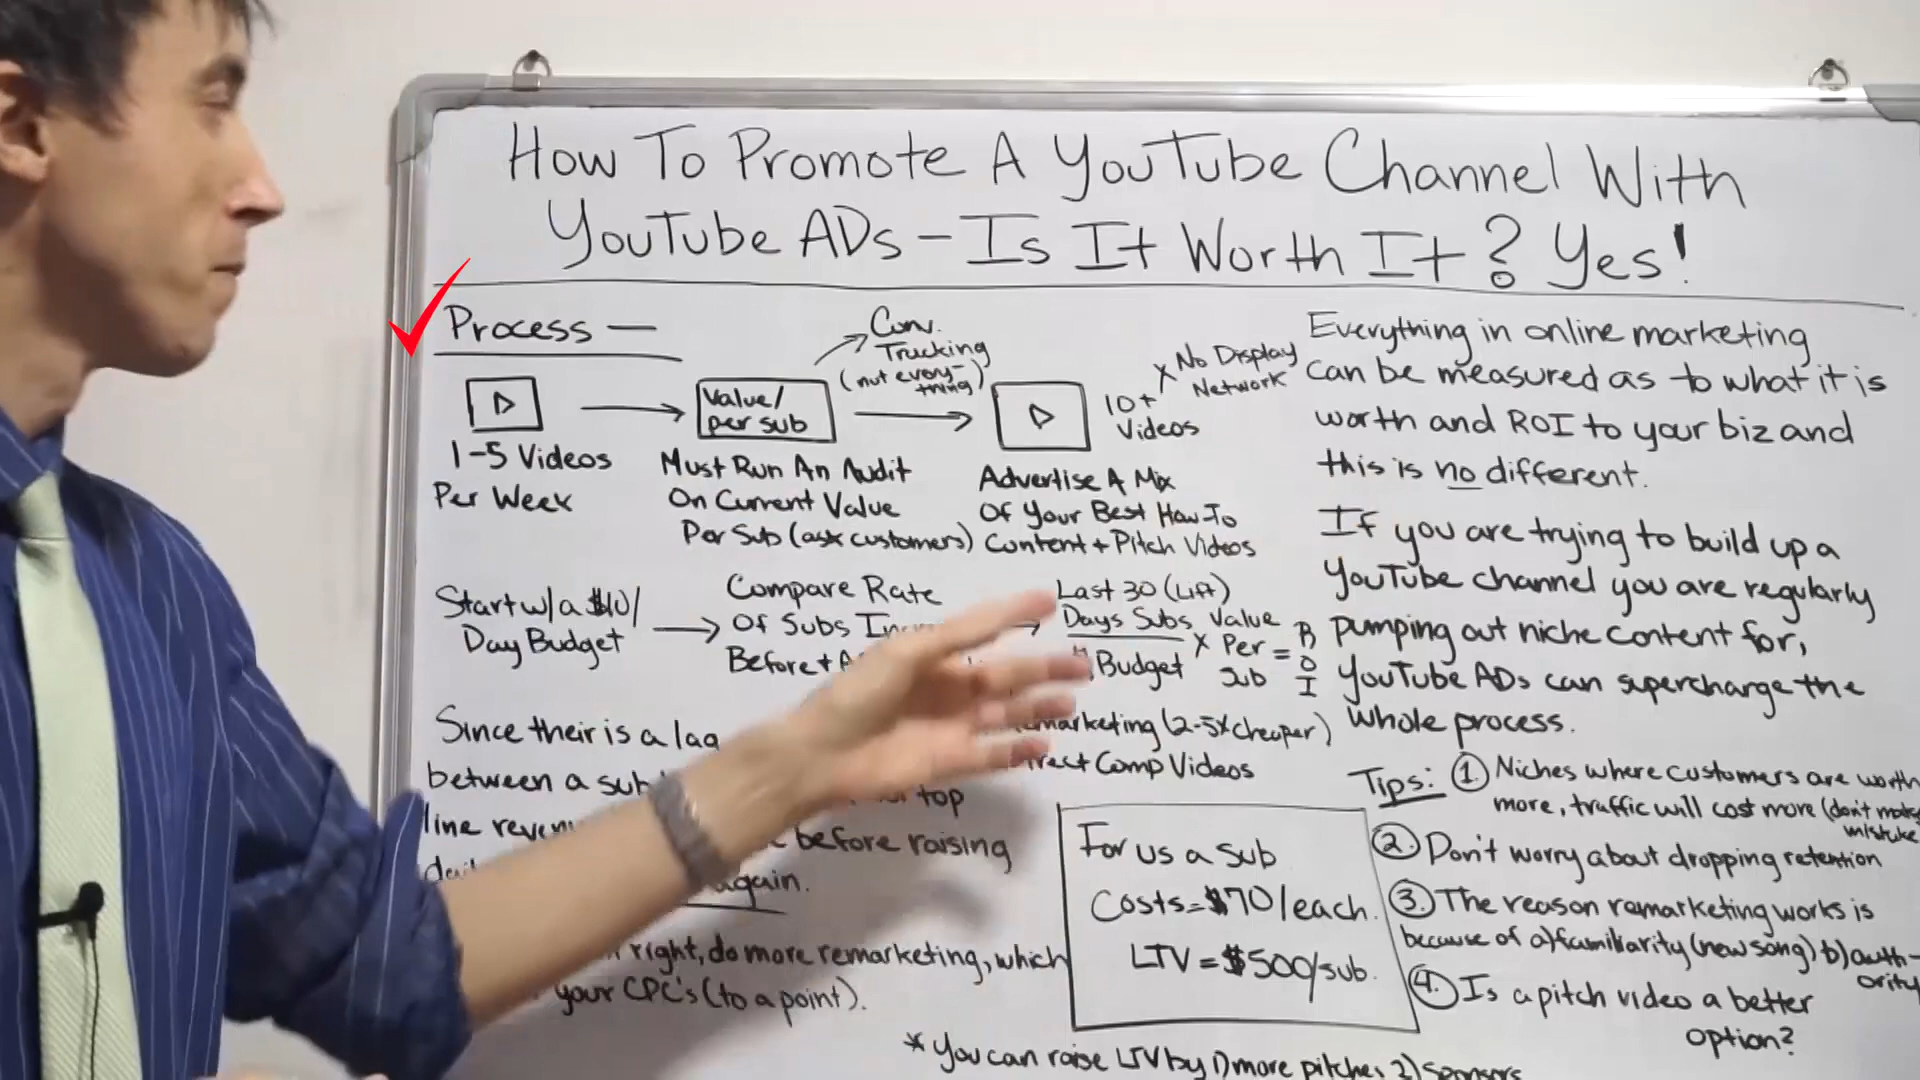 How To Promote A YouTube Channel With
YouTube ADs - Is It Worth It? Yes!
Process -
Conv.
Tracking
(not every-
thing)
Value/
per sub
10+
Videos
x No Display
Network
1-5 Videos
Per Week
Must Run An Audit
On Current Value
Per Sub (ask customers)
Advertise A Mix
Of Your Best How-To
Content + Pitch Videos
Start w/a $10/
Day Budget
Compare Rate
Of Subs
Before +
Last 30 (Lift)
Days Subs
Budget
x Value
Per
Sub
= ROI
Since their is a lag
between a sub
top
line
before raising
again.
(2-5x cheaper)
Comp Videos
right, do more remarketing, which
your CPC's (to a point).
For us a sub
Costs = $70/each.
LTV = $500/sub.
* You can raise LTV by 1) more pitches 2) sponsors
Everything in online marketing
can be measured as to what it is
worth and ROI to your biz and
this is no different.
If you are trying to build up a
YouTube channel you are regularly
pumping out niche content for,
YouTube ADs can supercharge the
whole process.
Tips: 1. Niches where customers are worth
more, traffic will cost more (don't
mistake
2. Don't worry about dropping retention
3. The reason remarketing works is
because of a) familiarity (new song) b) auth-
ority
4. Is a pitch video a better
option?